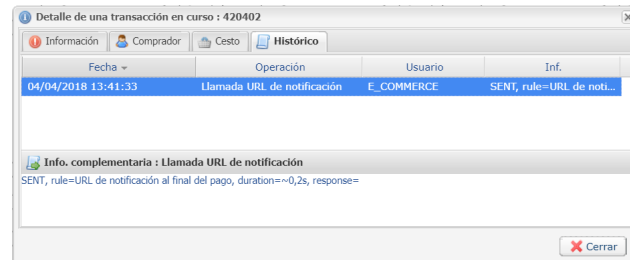 Detalle de una transacción en curso : 420402
Información Comprador Cesto Histórico
Fecha Operación Usuario Inf.
04/04/2018 13:41:33 Llamada URL de notificación E_COMMERCE SENT, rule=URL de noti...
Info. complementaria : Llamada URL de notificación
SENT, rule=URL de notificación al final del pago, duration=~0,2s, response=
Cerrar